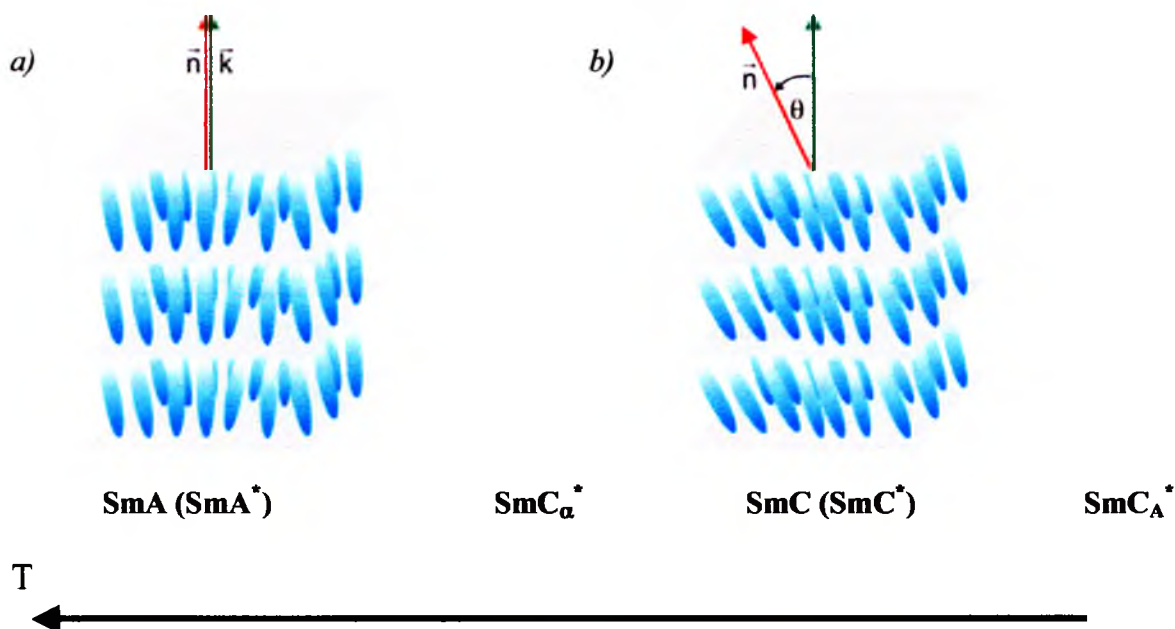 a)
n⃗ k⃗
b)
n⃗
θ
SmA (SmA*) SmCα* SmC (SmC*) SmCA*
T